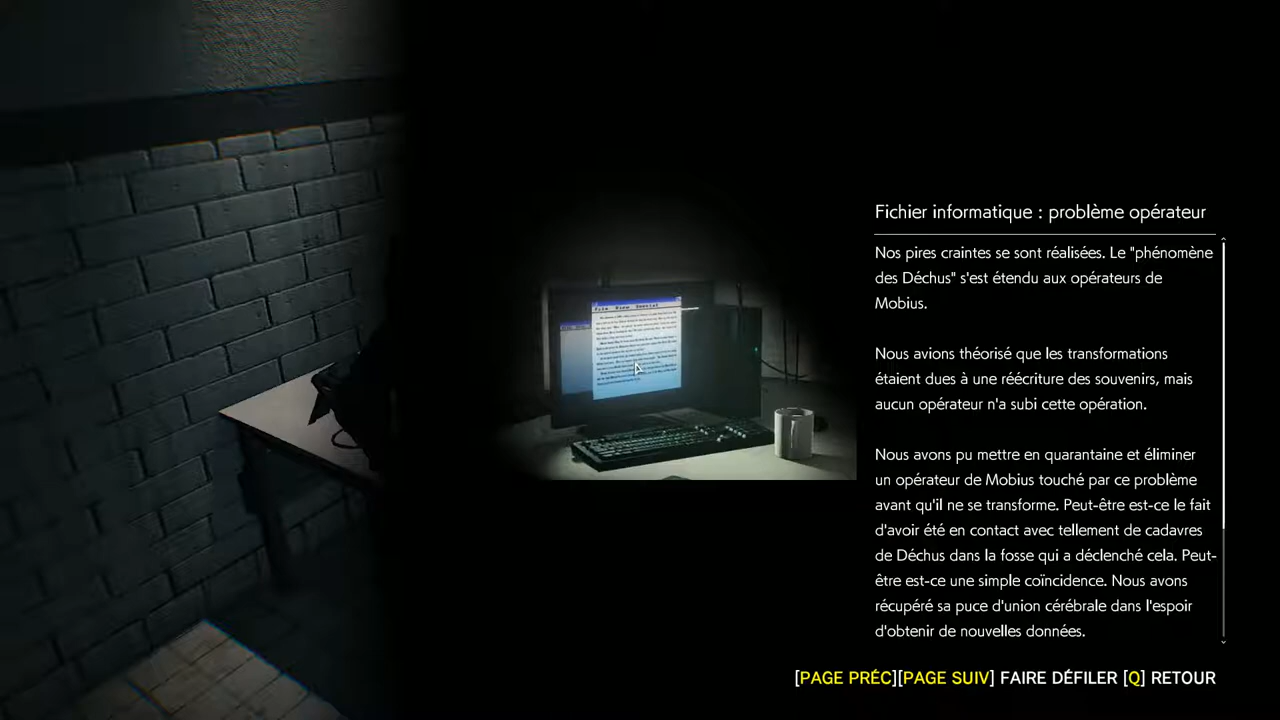 Fichier informatique : problème opérateur
Nos pires craintes se sont réalisées. Le "phénomène
des Déchus" s'est étendu aux opérateurs de
Mobius.
Nous avions théorisé que les transformations
étaient dues à une réécriture des souvenirs, mais
aucun opérateur n'a subi cette opération.
Nous avons pu mettre en quarantaine et éliminer
un opérateur de Mobius touché par ce problème
avant qu'il ne se transforme. Peut-être est-ce le fait
d'avoir été en contact avec tellement de cadavres
de Déchus dans la fosse qui a déclenché cela. Peut-
être est-ce une simple coïncidence. Nous avons
récupéré sa puce d'union cérébrale dans l'espoir
d'obtenir de nouvelles données.
[PAGE PRÉC][PAGE SUIV] FAIRE DÉFILER [Q] RETOUR